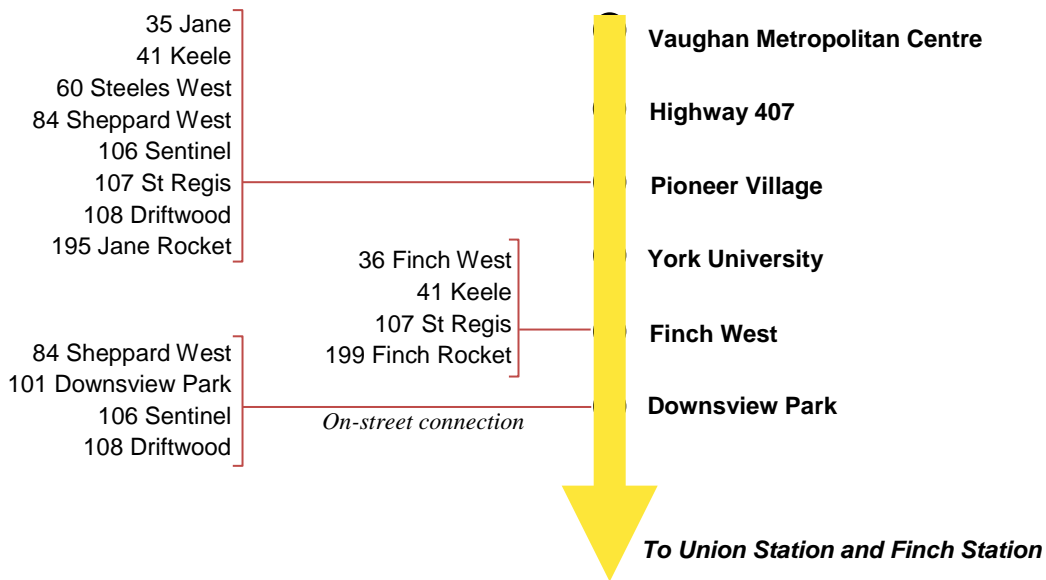 35 Jane
41 Keele
60 Steeles West
84 Sheppard West
106 Sentinel
107 St Regis
108 Driftwood
195 Jane Rocket
36 Finch West
41 Keele
107 St Regis
199 Finch Rocket
84 Sheppard West
101 Downsview Park
106 Sentinel
108 Driftwood
On-street connection
Vaughan Metropolitan Centre
Highway 407
Pioneer Village
York University
Finch West
Downsview Park
To Union Station and Finch Station